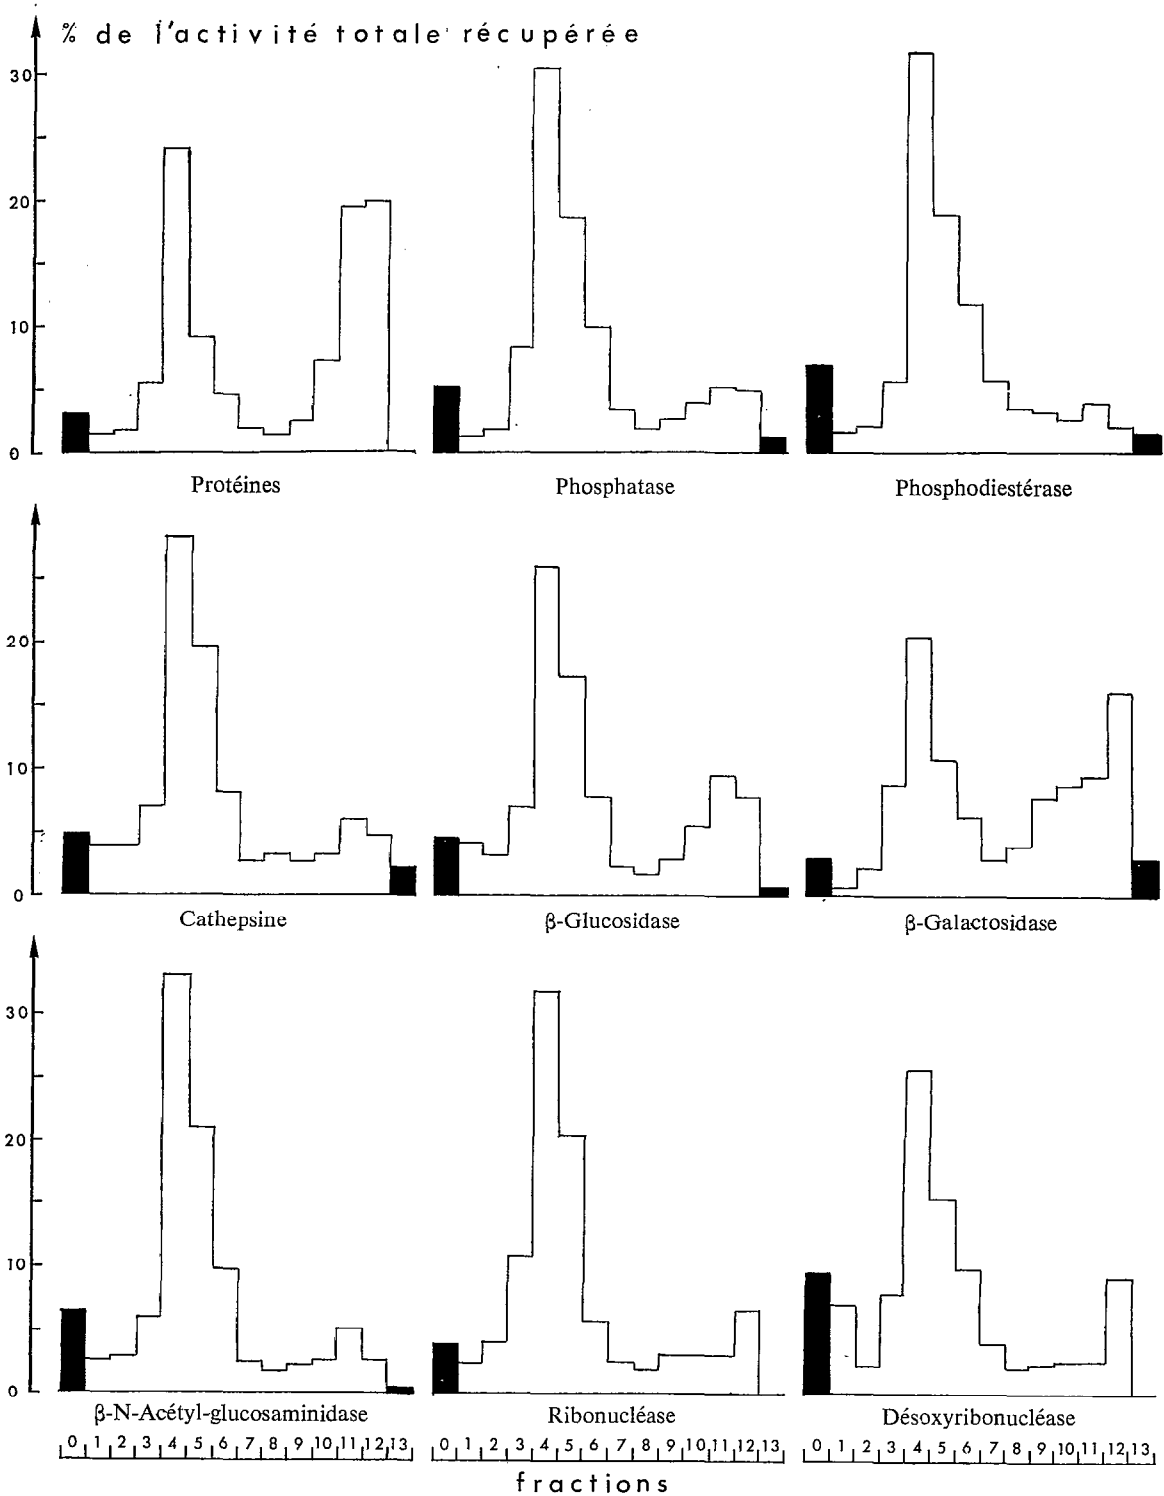 % de l'activité totale récupérée
30
20
10
0
Protéines Phosphatase Phosphodiestérase
20
10
0
Cathepsine β-Glucosidase β-Galactosidase
30
20
10
0
β-N-Acétyl-glucosaminidase Ribonucléase Désoxyribonucléase
0 1 2 3 4 5 6 7 8 9 10 11 12 13 0 1 2 3 4 5 6 7 8 9 10 11 12 13 0 1 2 3 4 5 6 7 8 9 10 11 12 13
fractions